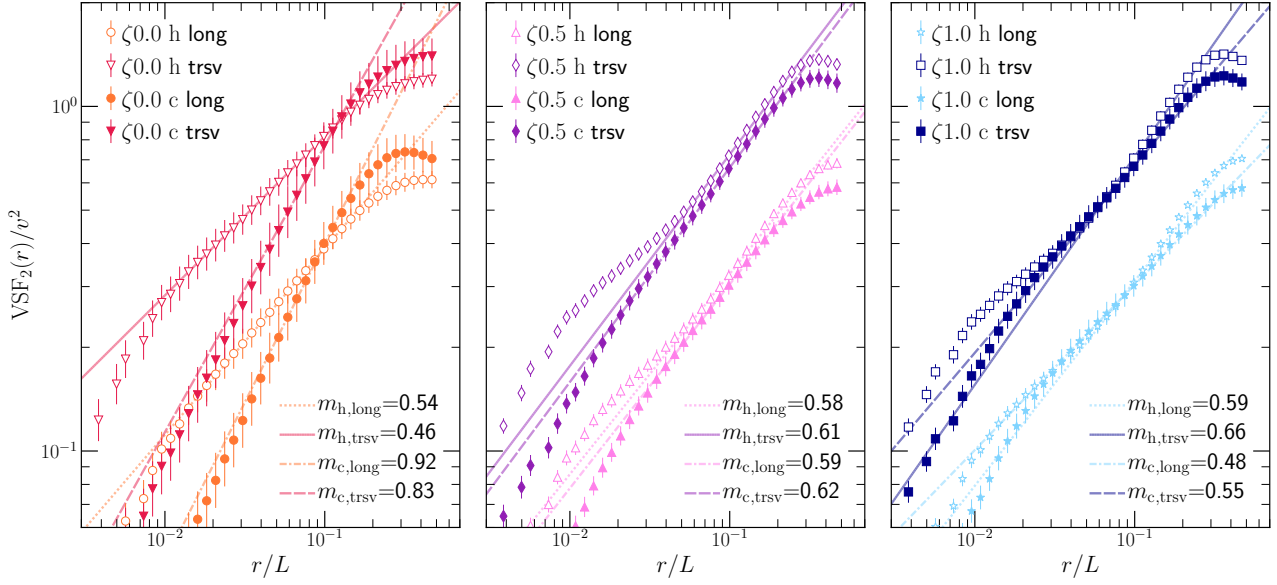 VSF₂(r)/v²
10⁰
10⁻¹
ζ0.0 h long
ζ0.0 h trsv
ζ0.0 c long
ζ0.0 c trsv
m_h,long=0.54
m_h,trsv=0.46
m_c,long=0.92
m_c,trsv=0.83
10⁻² 10⁻¹
r/L
ζ0.5 h long
ζ0.5 h trsv
ζ0.5 c long
ζ0.5 c trsv
m_h,long=0.58
m_h,trsv=0.61
m_c,long=0.59
m_c,trsv=0.62
10⁻² 10⁻¹
r/L
ζ1.0 h long
ζ1.0 h trsv
ζ1.0 c long
ζ1.0 c trsv
m_h,long=0.59
m_h,trsv=0.66
m_c,long=0.48
m_c,trsv=0.55
10⁻² 10⁻¹
r/L